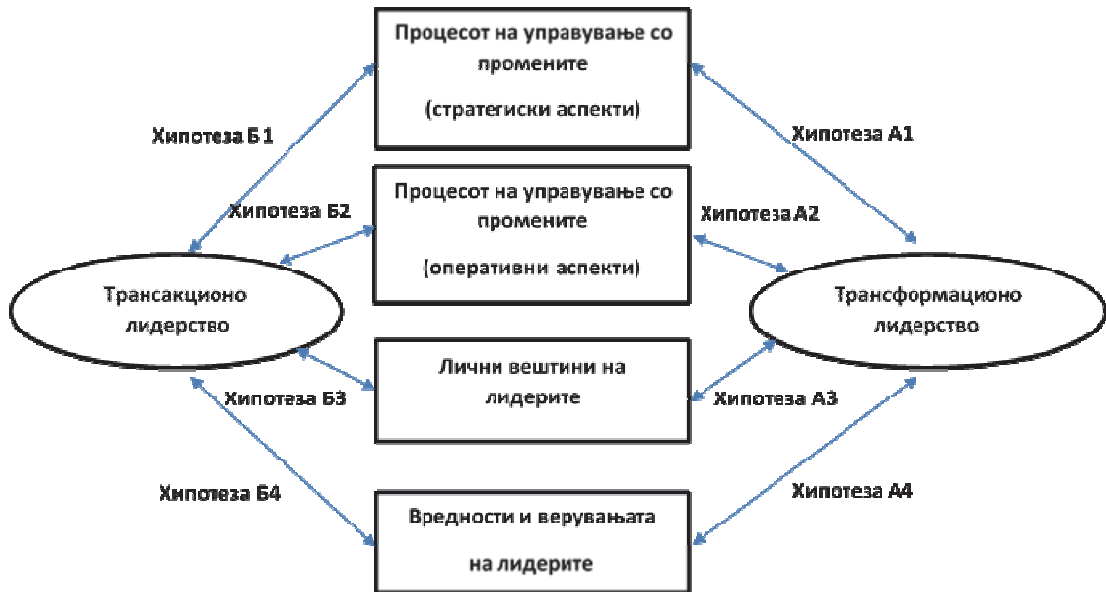 Процесот на управување со
промените
(стратегиски аспекти)
Хипотеза Б1
Хипотеза А1
Процесот на управување со
промените
(оперативни аспекти)
Хипотеза Б2
Хипотеза А2
Трансакционо
лидерство
Трансформационо
лидерство
Лични вештини на
лидерите
Хипотеза Б3
Хипотеза А3
Хипотеза Б4
Хипотеза А4
Вредности и верувањата
на лидерите